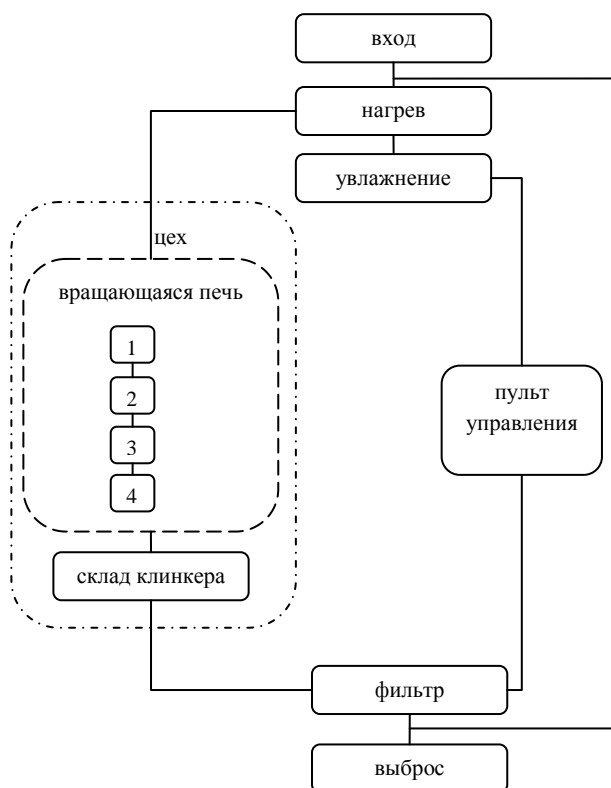 вход
нагрев
увлажнение
цех
вращающаяся печь
1
2
3
4
пульт
управления
склад клинкера
фильтр
выброс